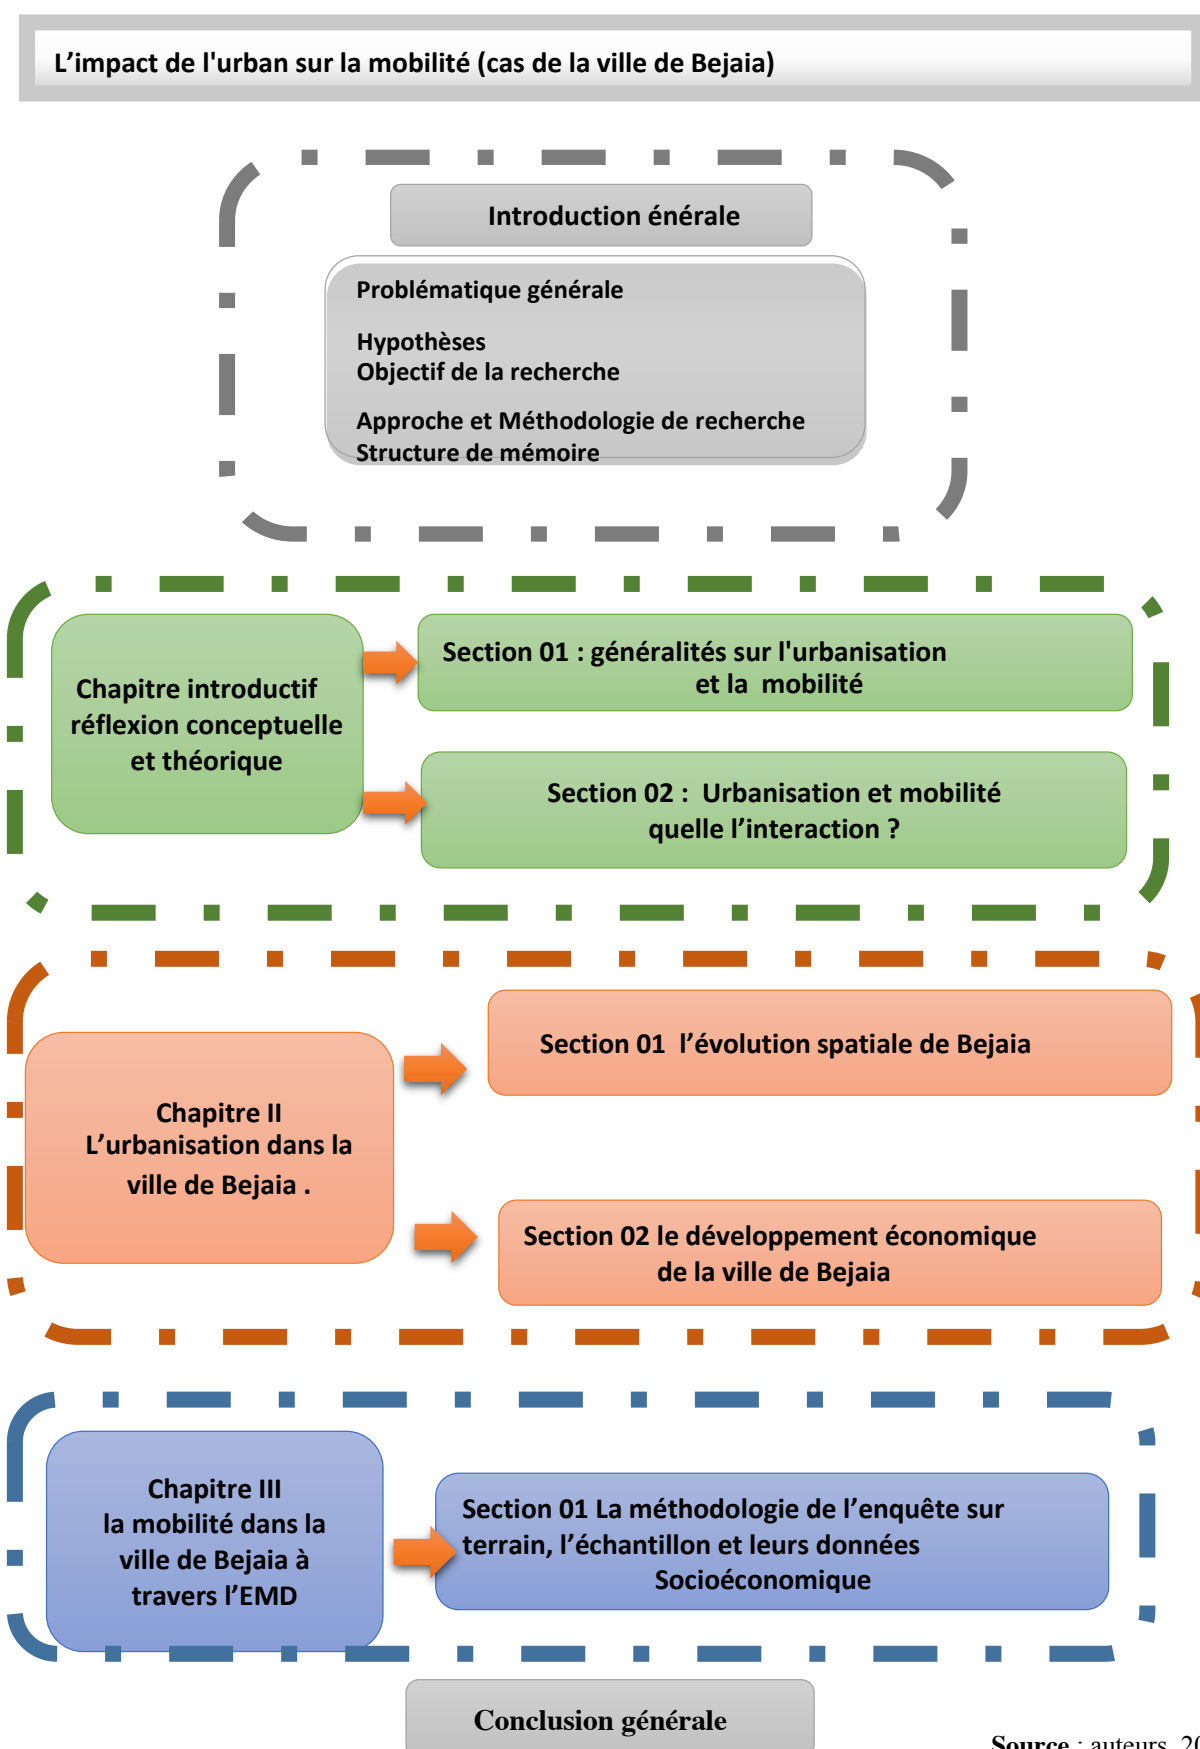 L’impact de l'urban sur la mobilité (cas de la ville de Bejaia)
Introduction énérale
Problématique générale
Hypothèses
Objectif de la recherche
Approche et Méthodologie de recherche
Structure de mémoire
Chapitre introductif
réflexion conceptuelle
et théorique
Section 01 : généralités sur l'urbanisation
et la mobilité
Section 02 : Urbanisation et mobilité
quelle l’interaction ?
Chapitre II
L’urbanisation dans la
ville de Bejaia .
Section 01 l’évolution spatiale de Bejaia
Section 02 le développement économique
de la ville de Bejaia
Chapitre III
la mobilité dans la
ville de Bejaia à
travers l’EMD
Section 01 La méthodologie de l’enquête sur
terrain, l’échantillon et leurs données
Socioéconomique
Conclusion générale
Source : auteurs